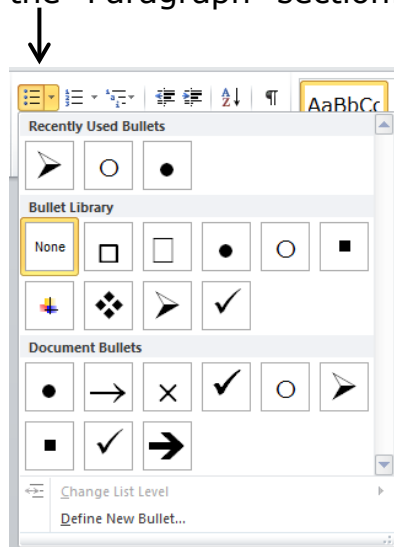 the Paragraph section
AaBbCc
Recently Used Bullets
Bullet Library
None
Document Bullets
Change List Level
Define New Bullet...